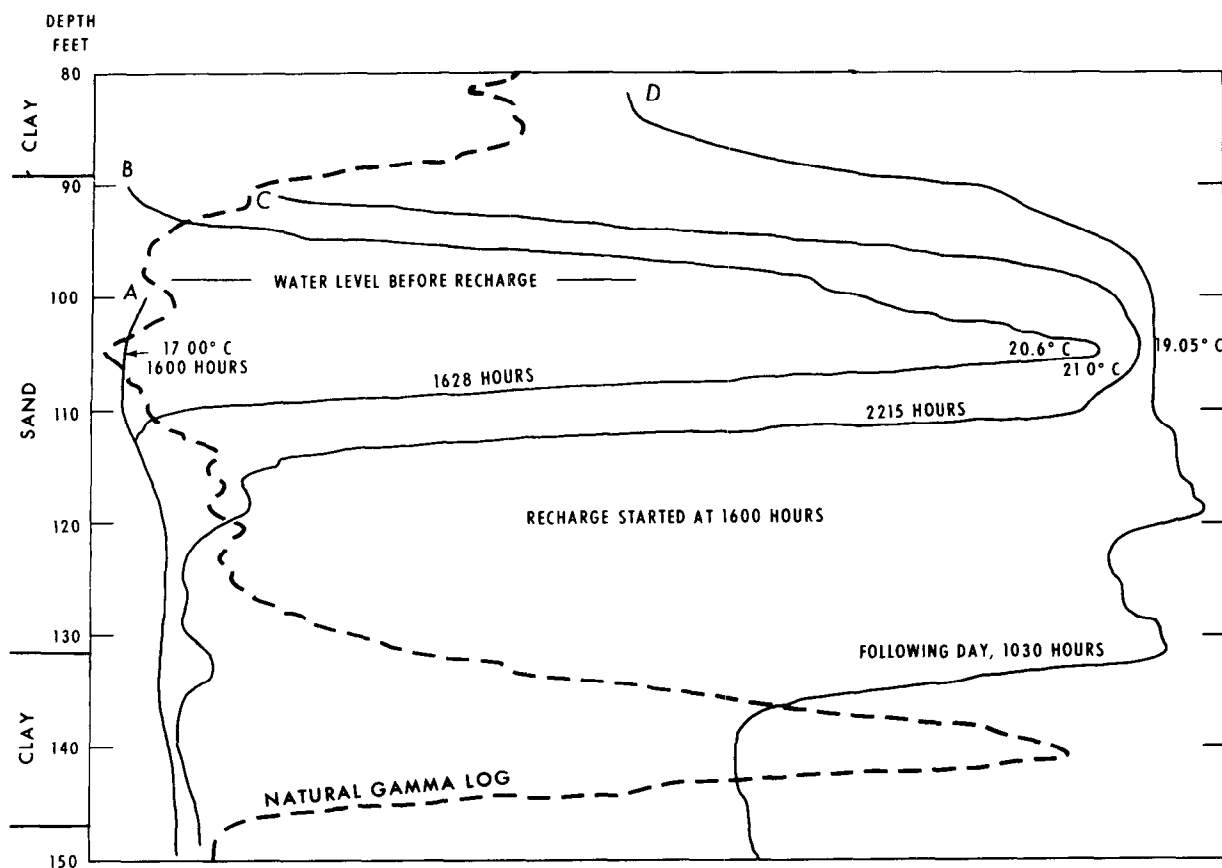 DEPTH
FEET
80
CLAY
D
B
90
C
WATER LEVEL BEFORE RECHARGE
100
A
17 00° C
1600 HOURS
20.6° C
19.05° C
21 0° C
1628 HOURS
SAND
110
2215 HOURS
120
RECHARGE STARTED AT 1600 HOURS
130
FOLLOWING DAY, 1030 HOURS
CLAY
140
NATURAL GAMMA LOG
150